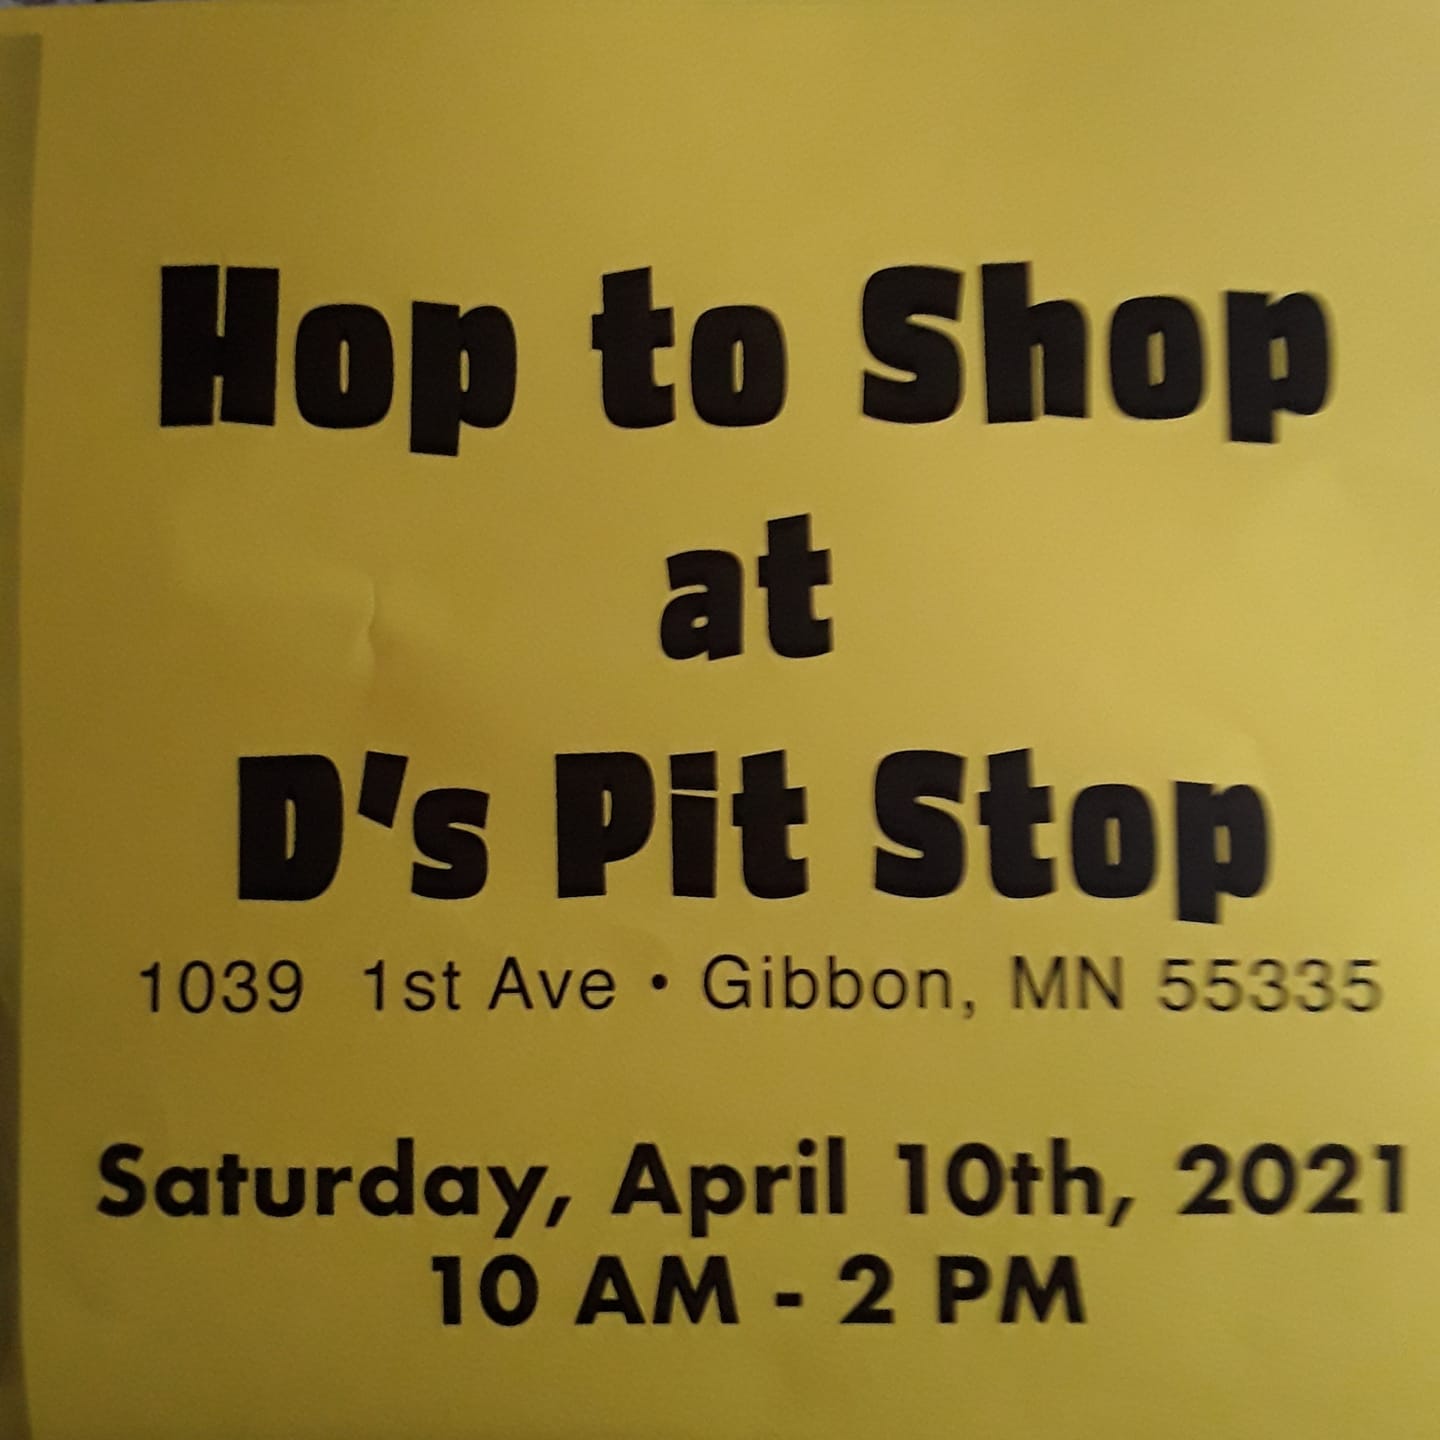 Hop to Shop
at
D's Pit Stop
1039 1st Ave • Gibbon, MN 55335
Saturday, April 10th, 2021
10 AM - 2 PM